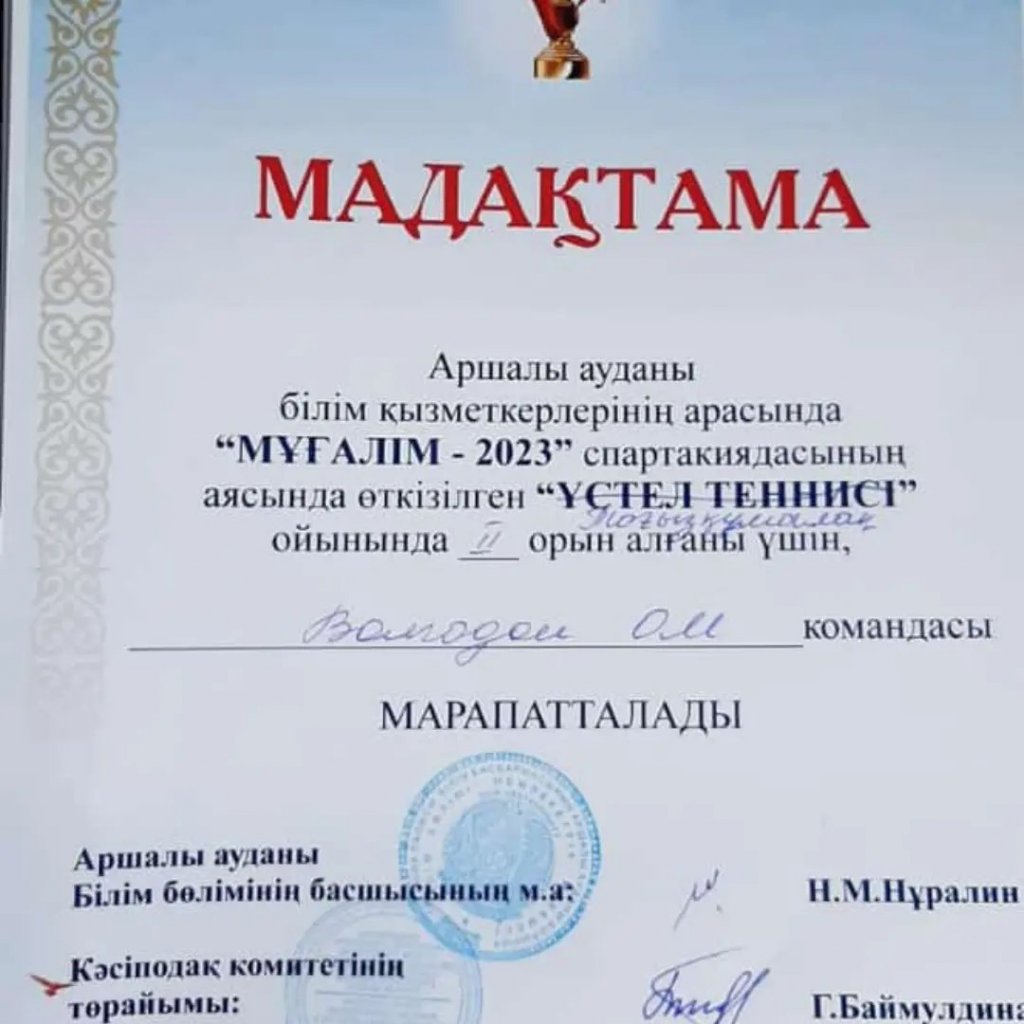 МАДАҚТАМА
Аршалы ауданы
білім қызметкерлерінің арасында
“МҰҒАЛІМ - 2023” спартакиядасының
аясында өткізілген “ҮСТЕЛ ТЕННИСІ”
Тоғызқұмалақ
ойынында II орын алғаны үшін,
ОМ командасы
МАРАПАТТАЛАДЫ
Аршалы ауданы
Білім бөлімінің басшысының м.а: Н.М.Нұралин
Кәсіподақ комитетінің
төрайымы: Г.Баймулдина